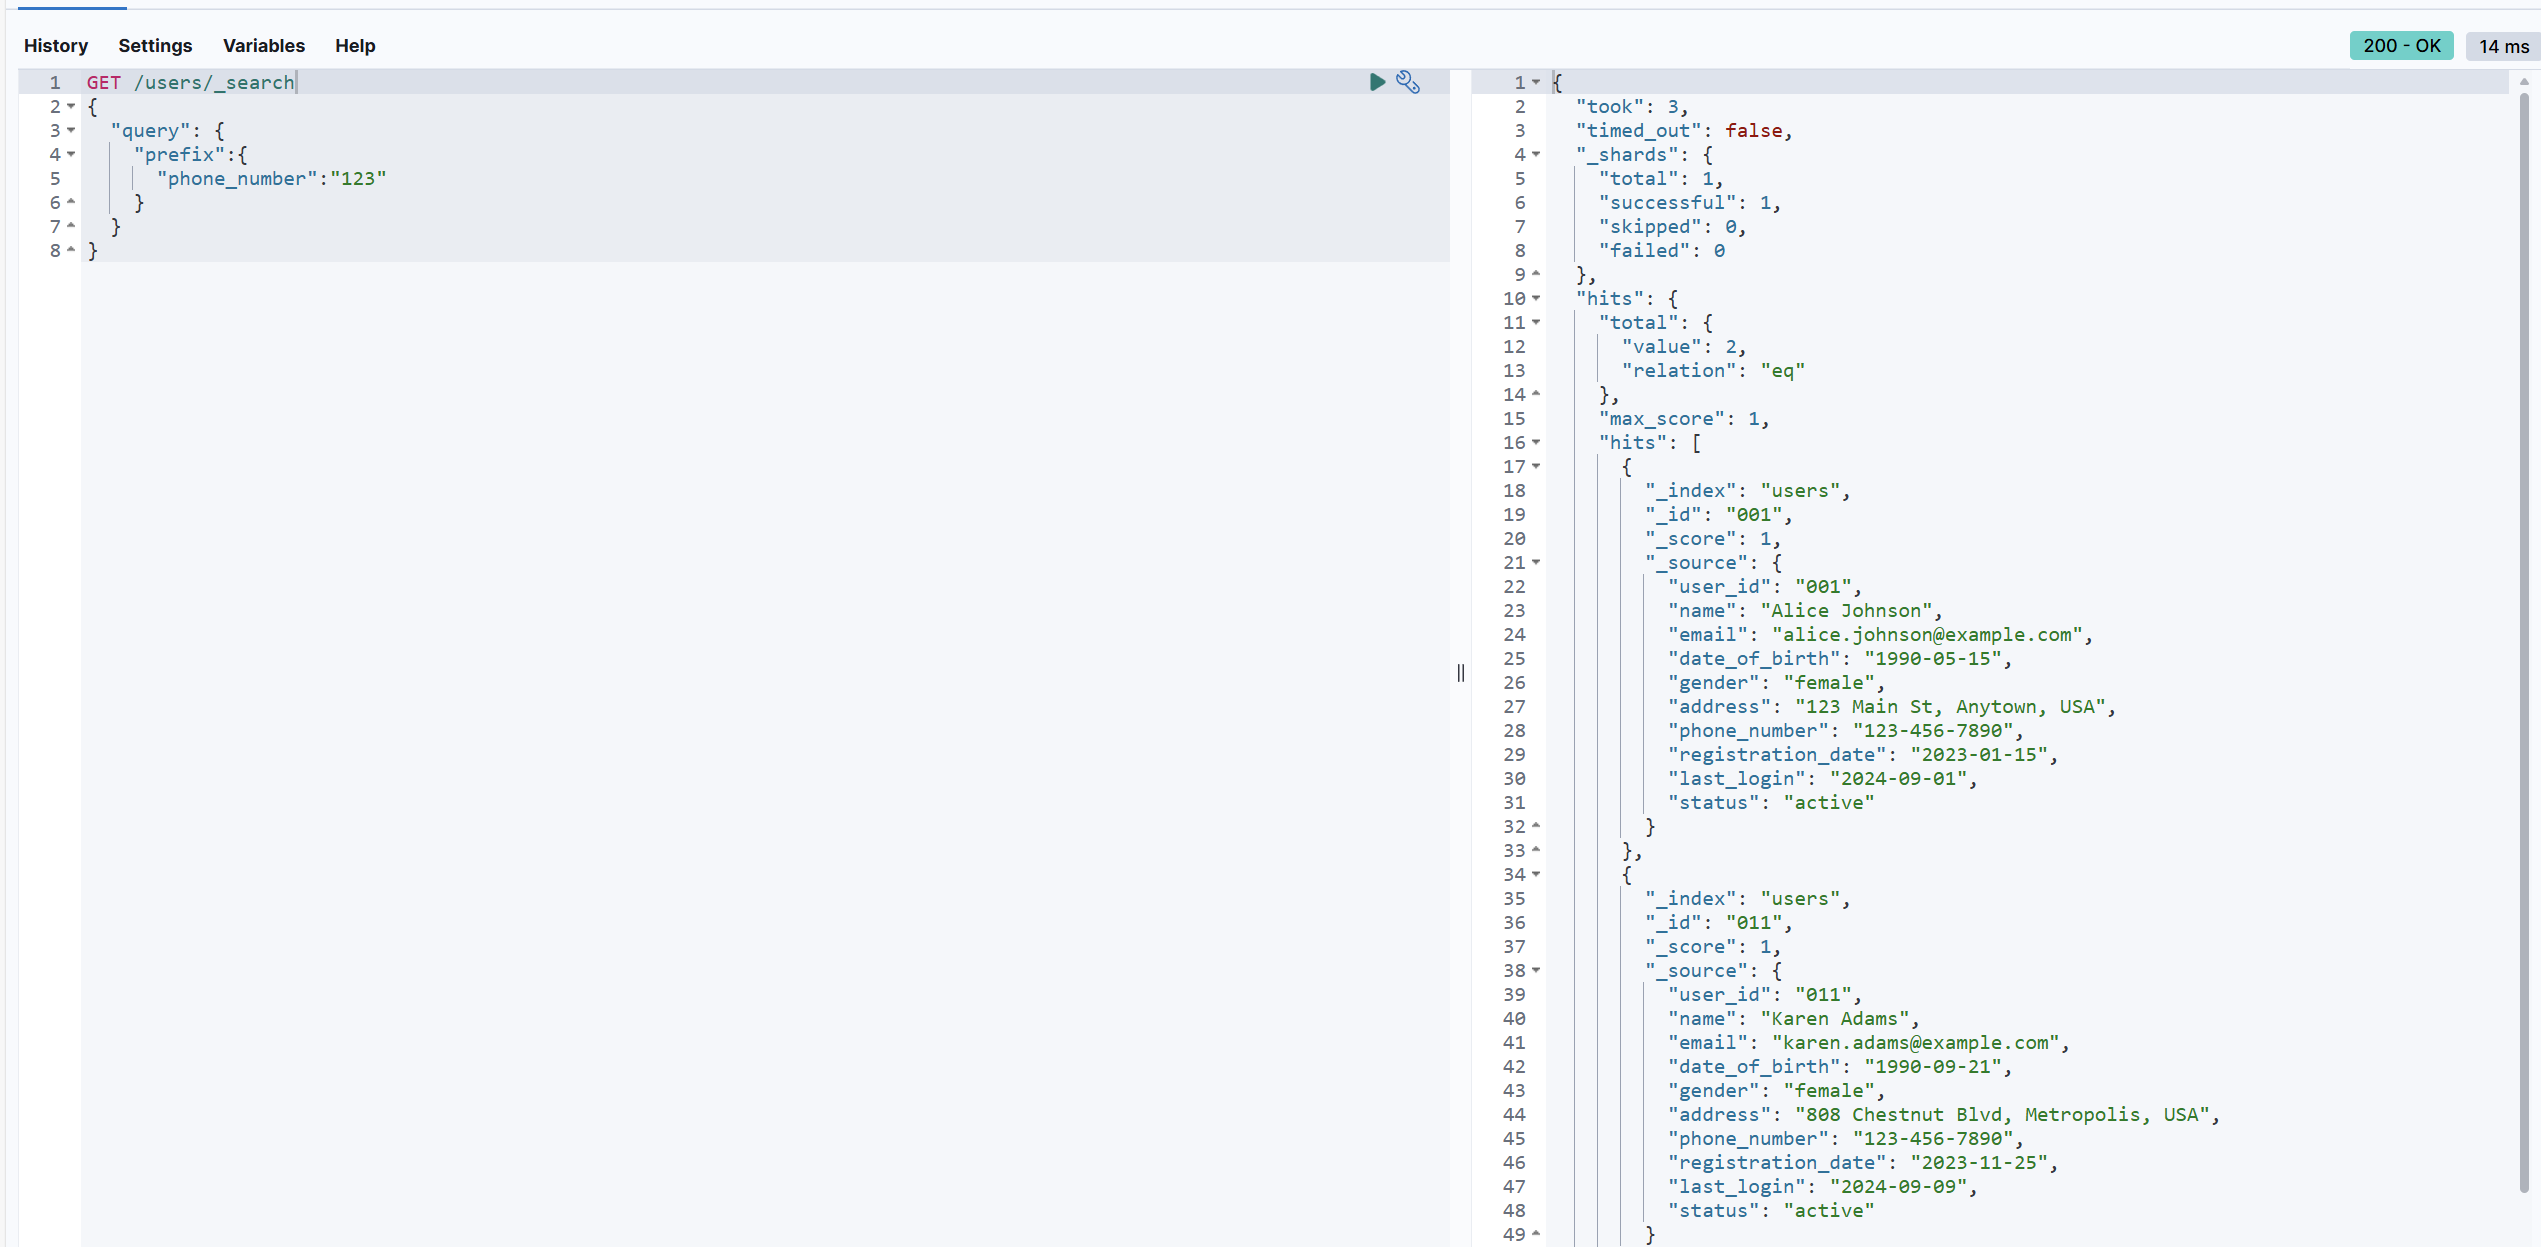 History Settings Variables Help
200 - OK 14 ms
1 GET /users/_search
2 {
3   "query": {
4     "prefix":{
5       "phone_number":"123"
6     }
7   }
8 }
1 {
2   "took": 3,
3   "timed_out": false,
4   "_shards": {
5     "total": 1,
6     "successful": 1,
7     "skipped": 0,
8     "failed": 0
9   },
10   "hits": {
11     "total": {
12       "value": 2,
13       "relation": "eq"
14     },
15     "max_score": 1,
16     "hits": [
17       {
18         "_index": "users",
19         "_id": "001",
20         "_score": 1,
21         "_source": {
22           "user_id": "001",
23           "name": "Alice Johnson",
24           "email": "alice.johnson@example.com",
25           "date_of_birth": "1990-05-15",
26           "gender": "female",
27           "address": "123 Main St, Anytown, USA",
28           "phone_number": "123-456-7890",
29           "registration_date": "2023-01-15",
30           "last_login": "2024-09-01",
31           "status": "active"
32         }
33       },
34       {
35         "_index": "users",
36         "_id": "011",
37         "_score": 1,
38         "_source": {
39           "user_id": "011",
40           "name": "Karen Adams",
41           "email": "karen.adams@example.com",
42           "date_of_birth": "1990-09-21",
43           "gender": "female",
44           "address": "808 Chestnut Blvd, Metropolis, USA",
45           "phone_number": "123-456-7890",
46           "registration_date": "2023-11-25",
47           "last_login": "2024-09-09",
48           "status": "active"
49         }